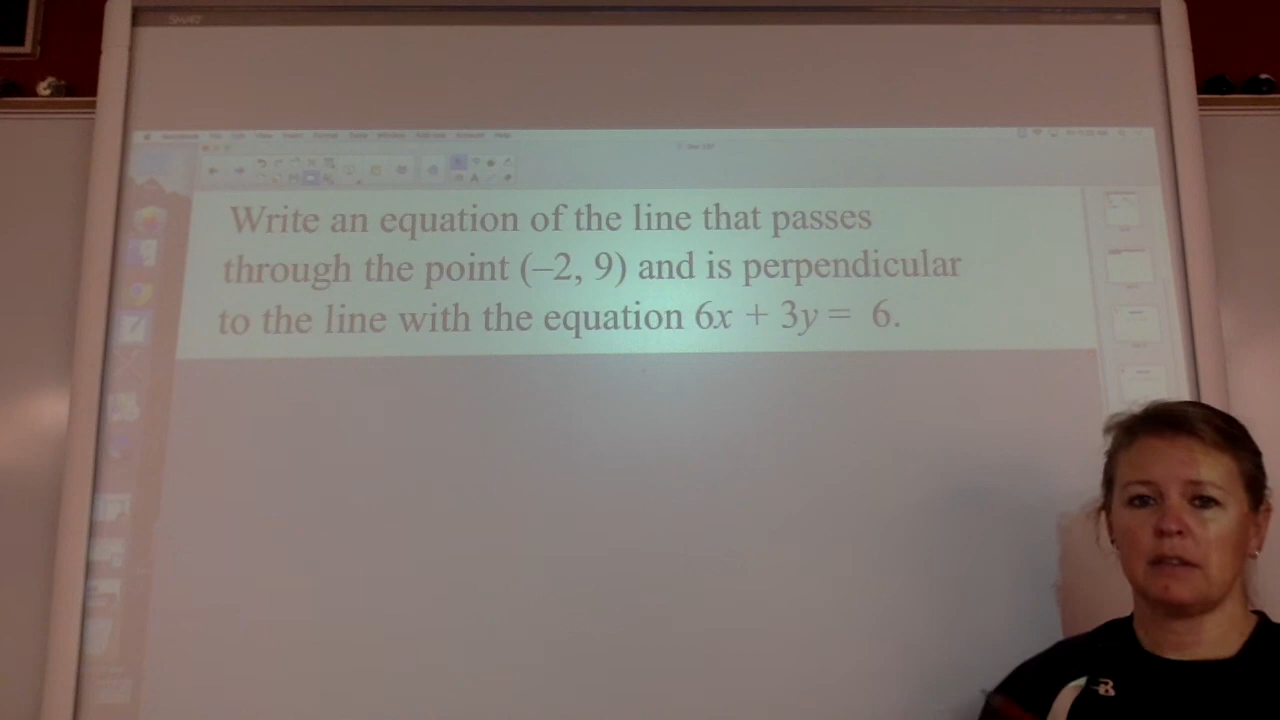 SMART
Write an equation of the line that passes
through the point (–2, 9) and is perpendicular
to the line with the equation 6x + 3y = 6.